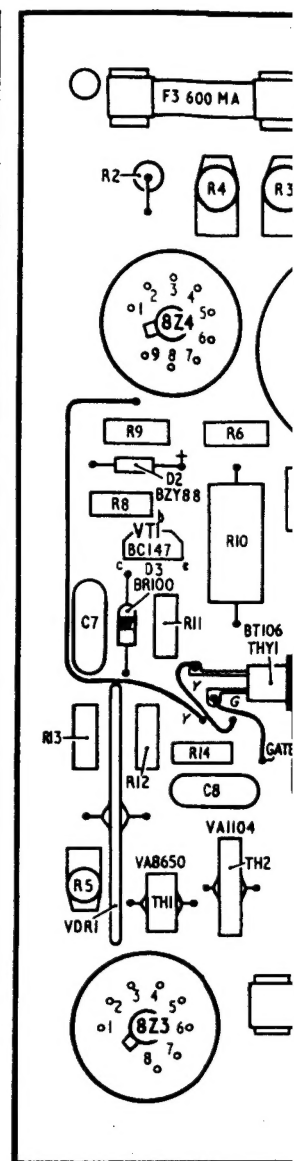 F3 600 MA
R2
R4
R3
3
2
4
1
5
8Z4
6
9
8
7
R9
R6
+
D2
BZY88
R8
b
VT1
BC147
c
e
D3
BR100
R10
C7
R11
BT106
THY1
Y
G
Y
R13
R12
R14
GATE
C8
VA1104
VA8650
TH2
R5
TH1
VDR1
3
4
2
5
1
8Z3
6
7
8